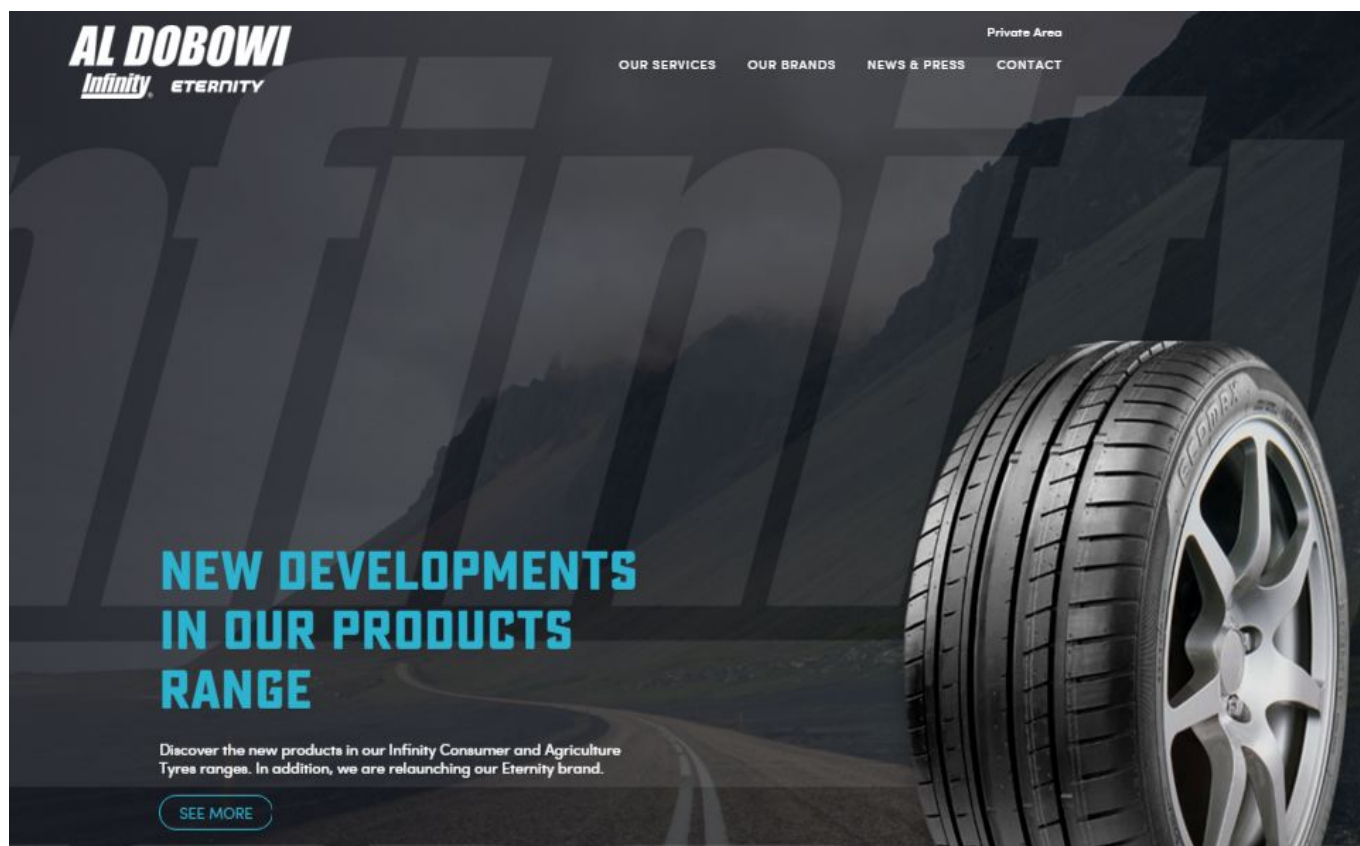 AL DOBOWI
Infinity® ETERNITY
Private Area
OUR SERVICES OUR BRANDS NEWS & PRESS CONTACT
nfinity
ECOMAX
NEW DEVELOPMENTS
IN OUR PRODUCTS
RANGE
Discover the new products in our Infinity Consumer and Agriculture
Tyres ranges. In addition, we are relaunching our Eternity brand.
SEE MORE